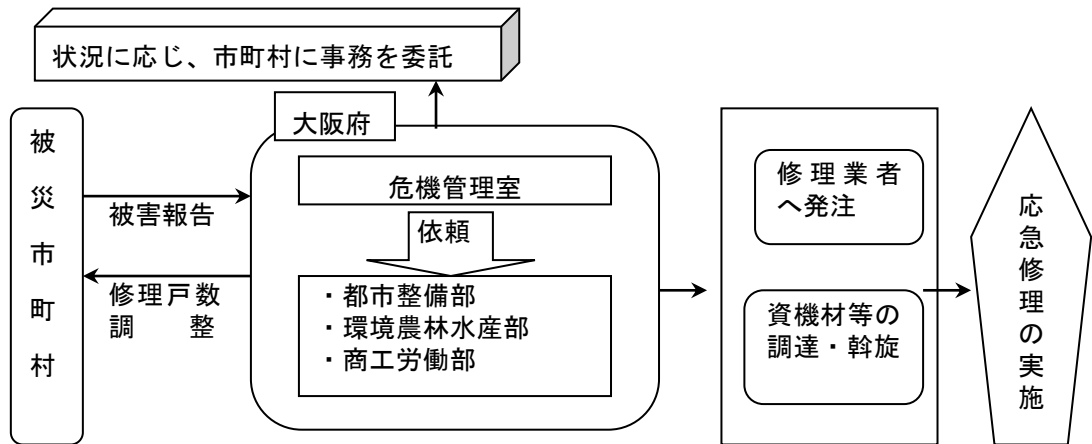 状況に応じ、市町村に事務を委託
被災市町村
被害報告
修理戸数
調整
大阪府
危機管理室
依頼
・都市整備部
・環境農林水産部
・商工労働部
修理業者
へ発注
資機材等の
調達・斡旋
応急修理の実施